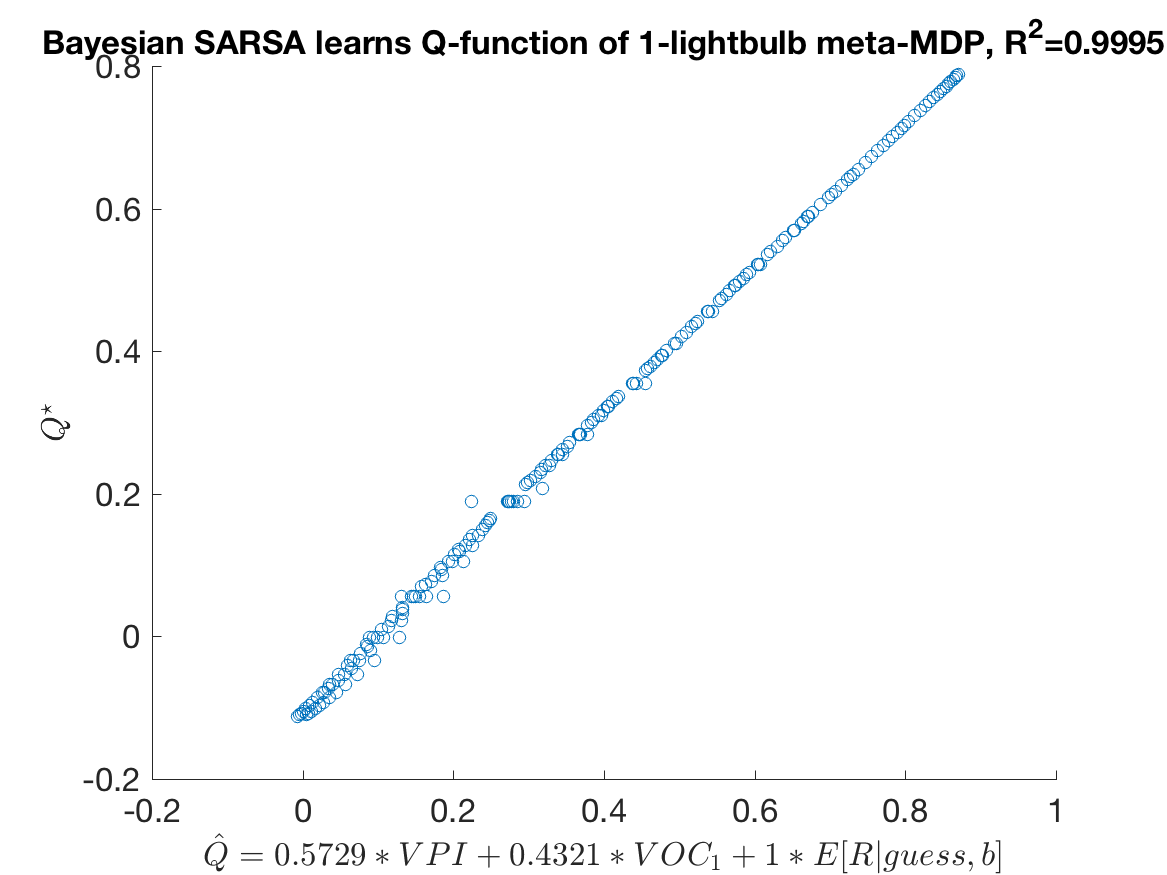 Bayesian SARSA learns Q-function of 1-lightbulb meta-MDP, R²=0.9995
0.8
0.6
0.4
0.2
0
-0.2
Q⋆
-0.2 0 0.2 0.4 0.6 0.8 1
Q̂ = 0.5729 ∗ VPI + 0.4321 ∗ VOC₁ + 1 ∗ E[R|guess, b]